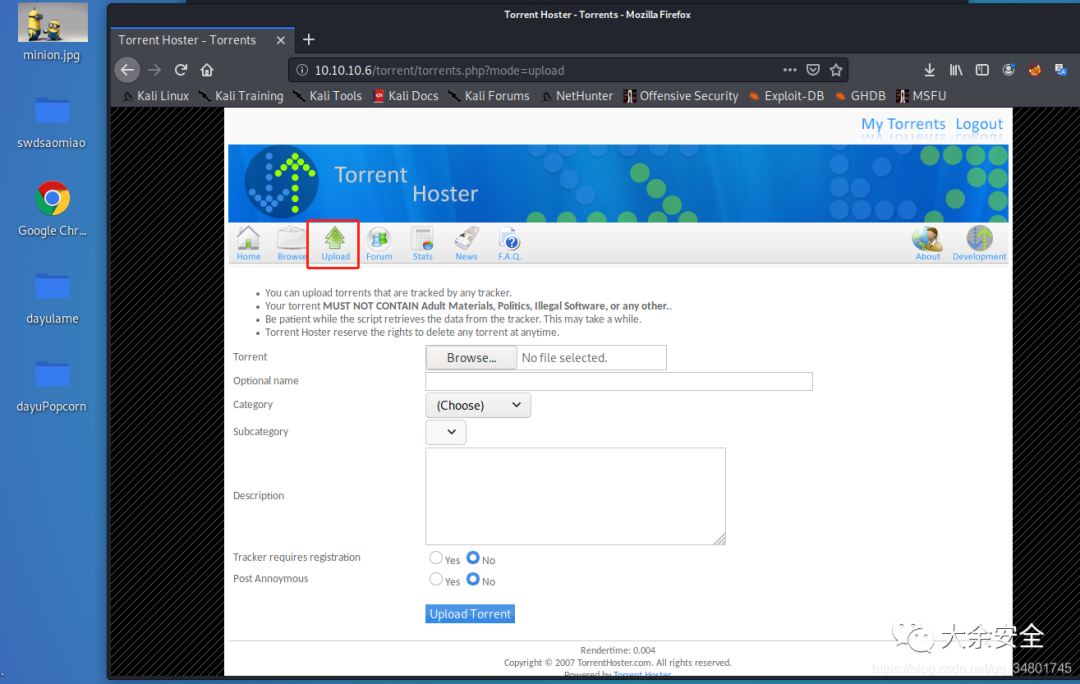 minion.jpg
swdsaomiao
Google Chr...
dayulame
dayuPopcorn
Torrent Hoster - Torrents - Mozilla Firefox
Torrent Hoster - Torrents
10.10.10.6/torrent/torrents.php?mode=upload
Kali Linux Kali Training Kali Tools Kali Docs Kali Forums NetHunter Offensive Security Exploit-DB GHDB MSFU
My Torrents Logout
Torrent
Hoster
Home Browse Upload Forum Stats News F.A.Q. About Development
You can upload torrents that are tracked by any tracker.
Your torrent MUST NOT CONTAIN Adult Materials, Politics, Illegal Software, or any other..
Be patient while the script retrieves the data from the tracker. This may take a while.
Torrent Hoster reserve the rights to delete any torrent at anytime.
Torrent Browse... No file selected.
Optional name
Category (Choose)
Subcategory
Description
Tracker requires registration Yes No
Post Annoymous Yes No
Upload Torrent
Rendertime: 0.004
Copyright © 2007 TorrentHoster.com. All rights reserved.
Powered by Torrent Hoster
大余安全
https://blog.csdn.net/qq_34801745